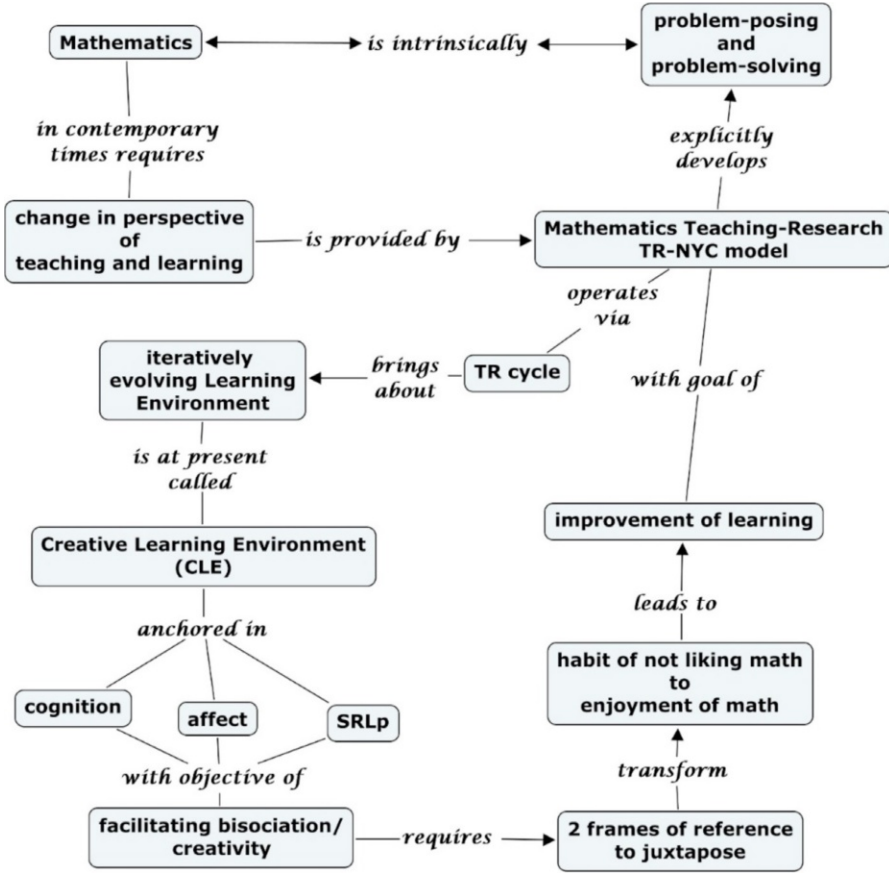 Mathematics
is intrinsically
problem-posing
and
problem-solving
in contemporary
times requires
explicitly
develops
change in perspective
of
teaching and learning
is provided by
Mathematics Teaching-Research
TR-NYC model
operates
via
iteratively
evolving Learning
Environment
brings
about
TR cycle
with goal of
is at present
called
Creative Learning Environment
(CLE)
improvement of learning
anchored in
leads to
cognition
affect
SRLp
habit of not liking math
to
enjoyment of math
with objective of
transform
facilitating bisociation/
creativity
requires
2 frames of reference
to juxtapose